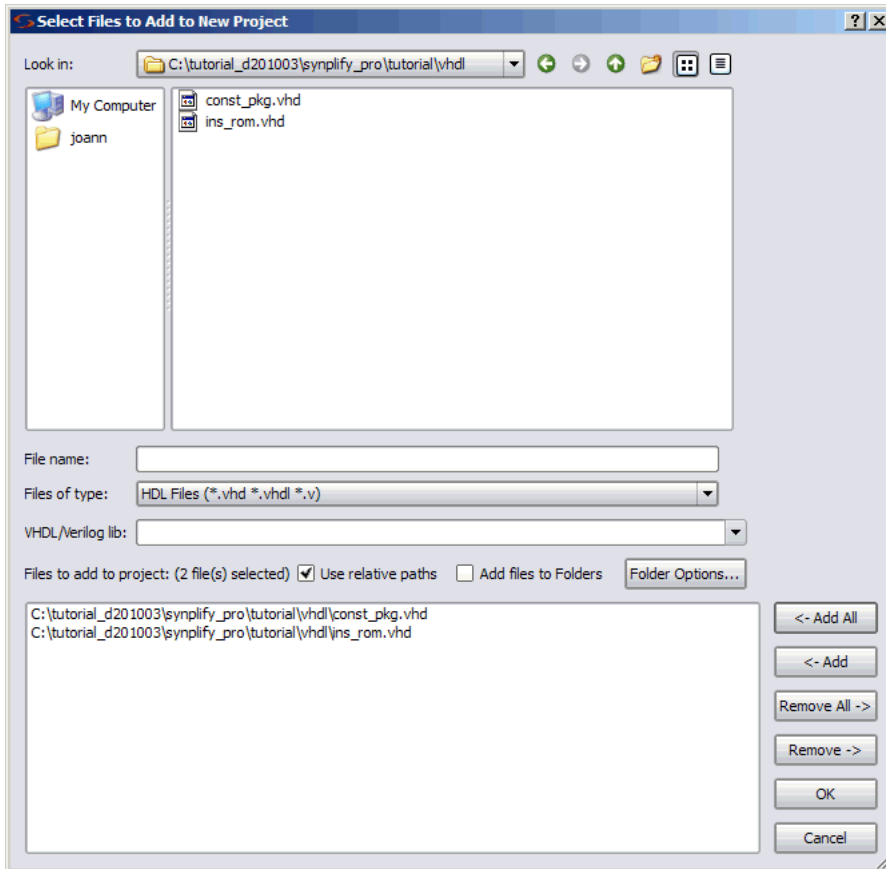 Select Files to Add to New Project
Look in: C:\tutorial_d201003\synplify_pro\tutorial\vhdl
My Computer
joann
const_pkg.vhd
ins_rom.vhd
File name:
Files of type: HDL Files (*.vhd *.vhdl *.v)
VHDL/Verilog lib:
Files to add to project: (2 file(s) selected) Use relative paths Add files to Folders Folder Options...
C:\tutorial_d201003\synplify_pro\tutorial\vhdl\const_pkg.vhd
C:\tutorial_d201003\synplify_pro\tutorial\vhdl\ins_rom.vhd
<- Add All
<- Add
Remove All ->
Remove ->
OK
Cancel